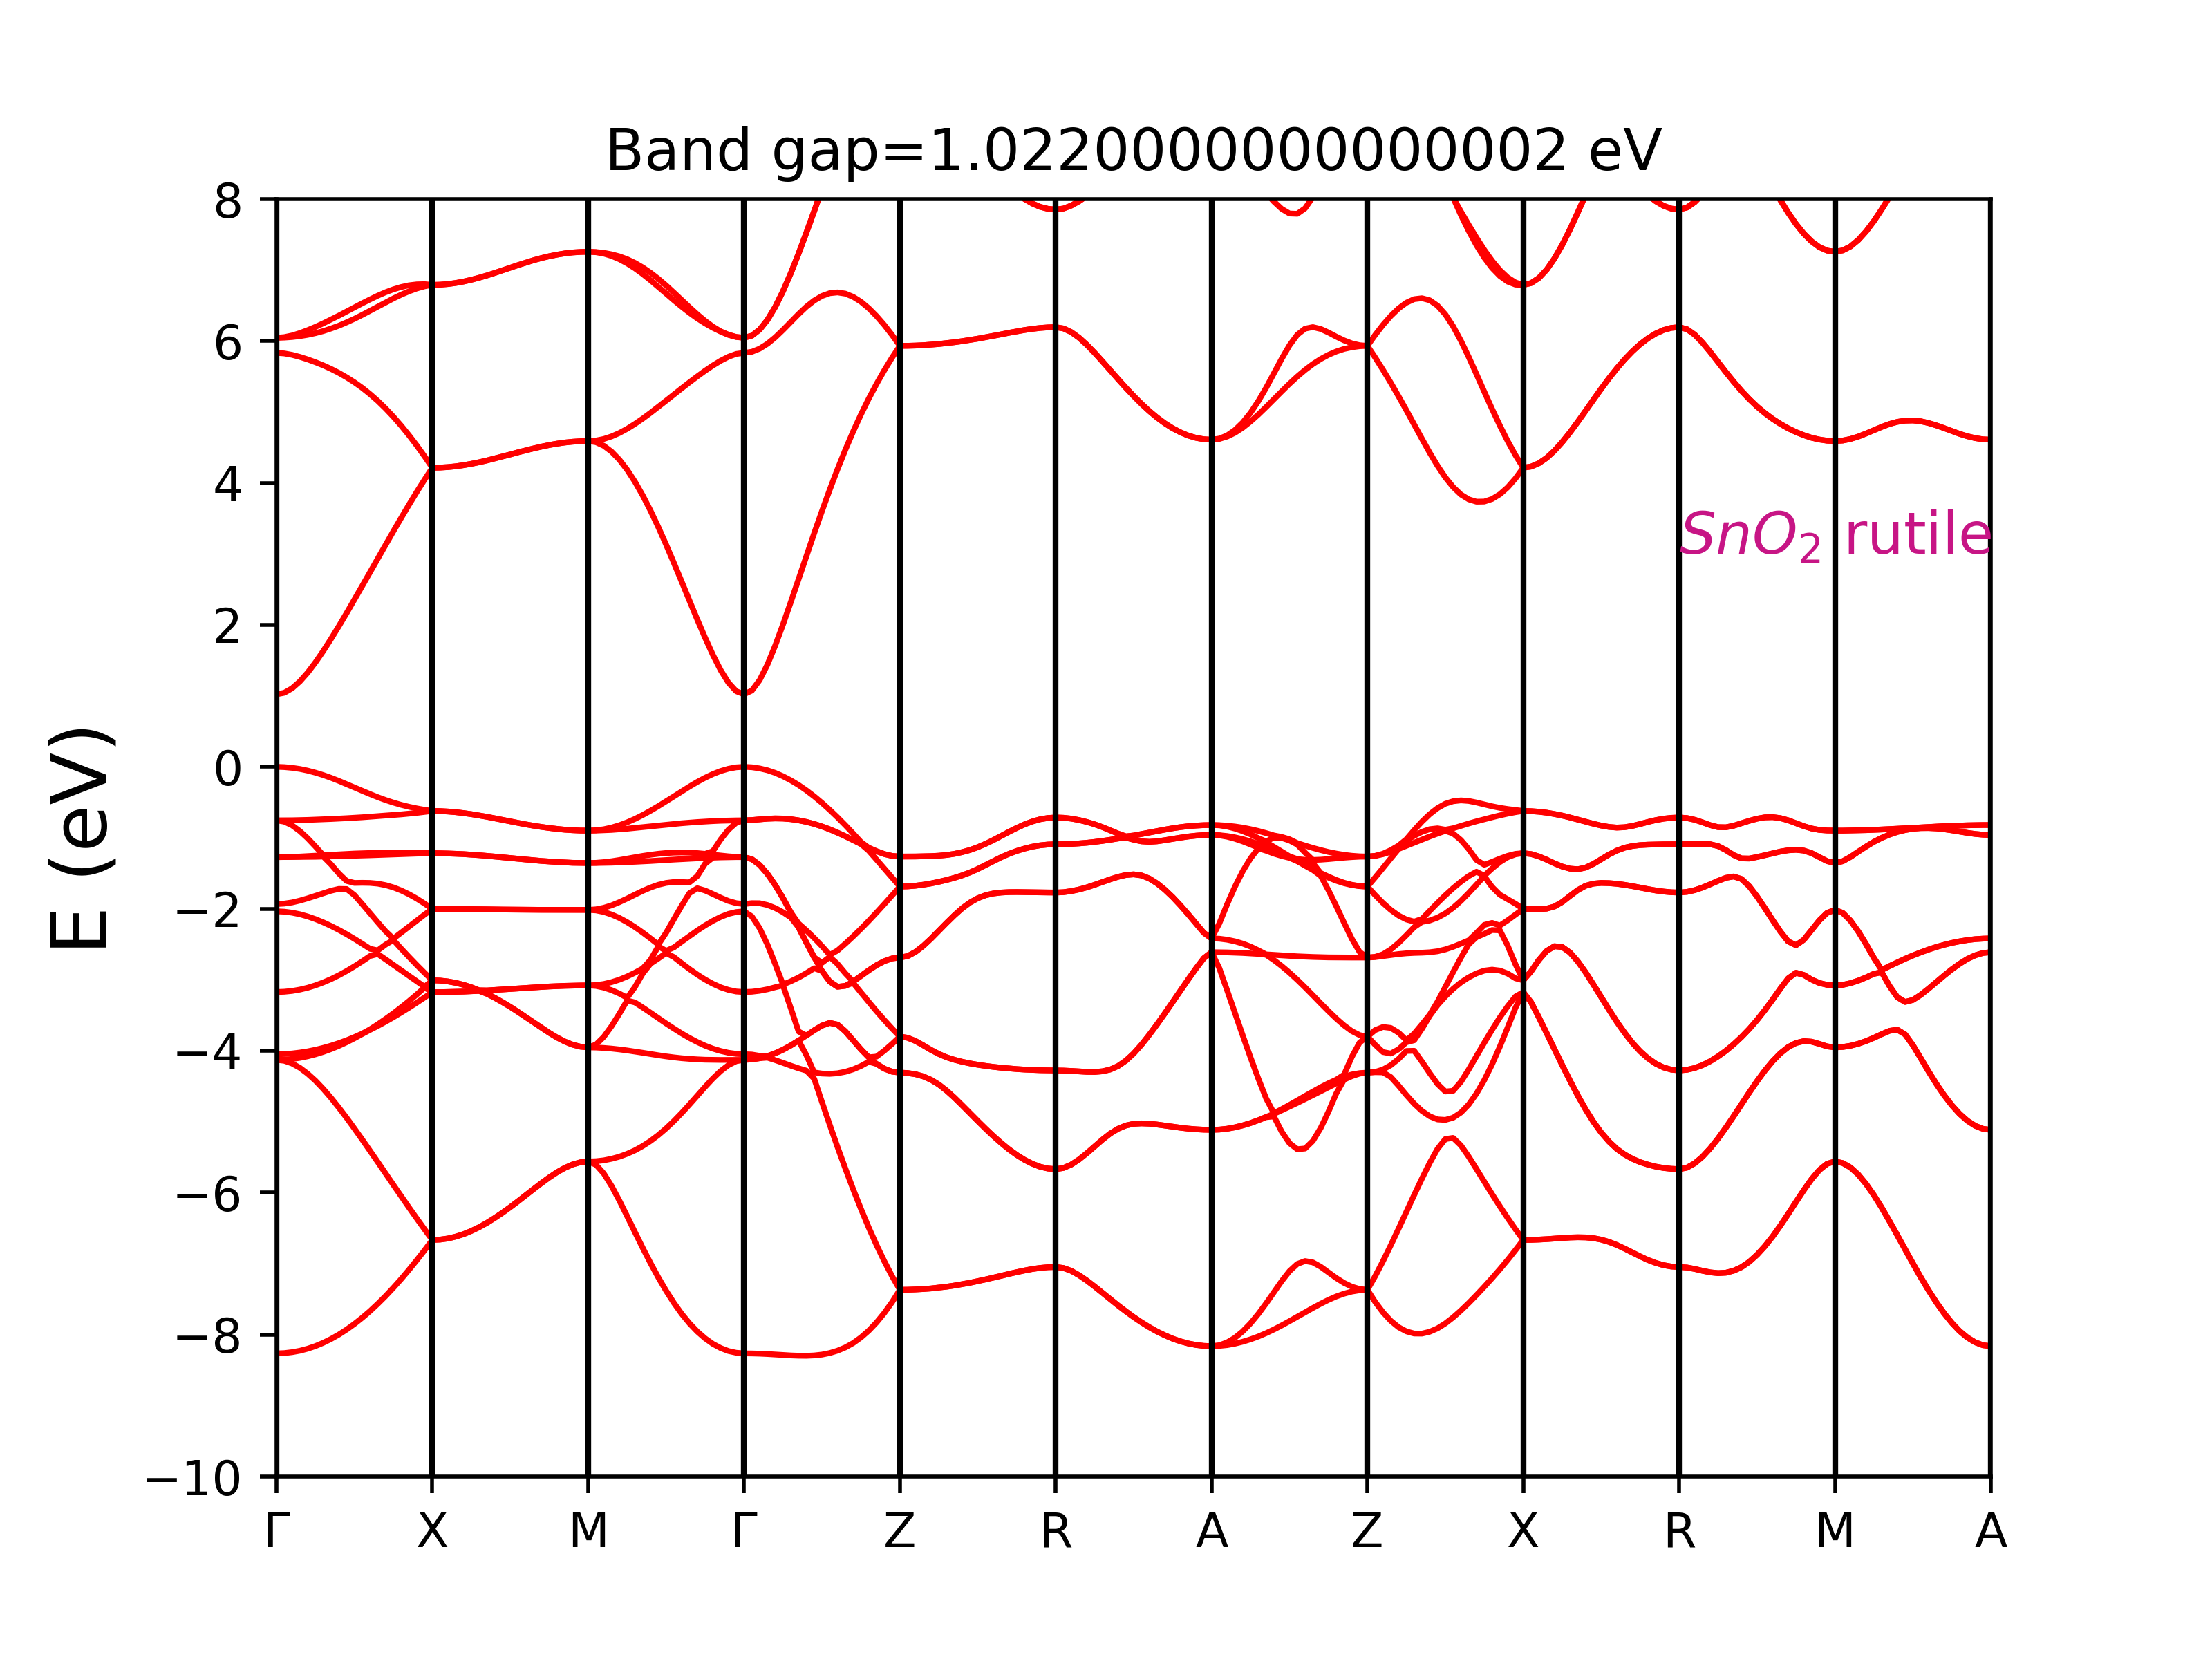 Band gap=1.0220000000000002 eV
8
6
4
2
0
−2
−4
−6
−8
−10
E (eV)
SnO₂ rutile
Γ X M Γ Z R A Z X R M A